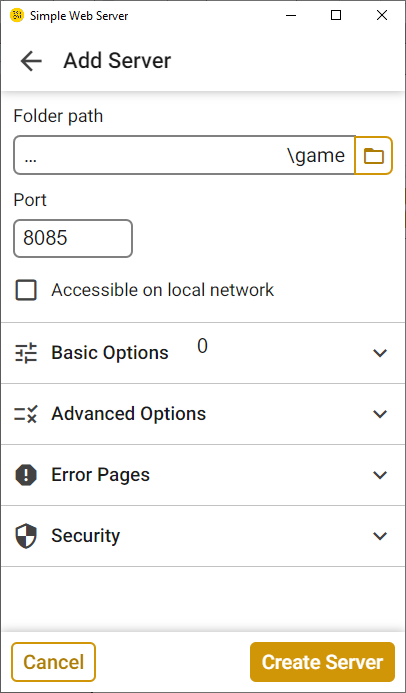 Simple Web Server
Add Server
Folder path
... \game
Port
8085
Accessible on local network
Basic Options 0
Advanced Options
Error Pages
Security
Cancel Create Server